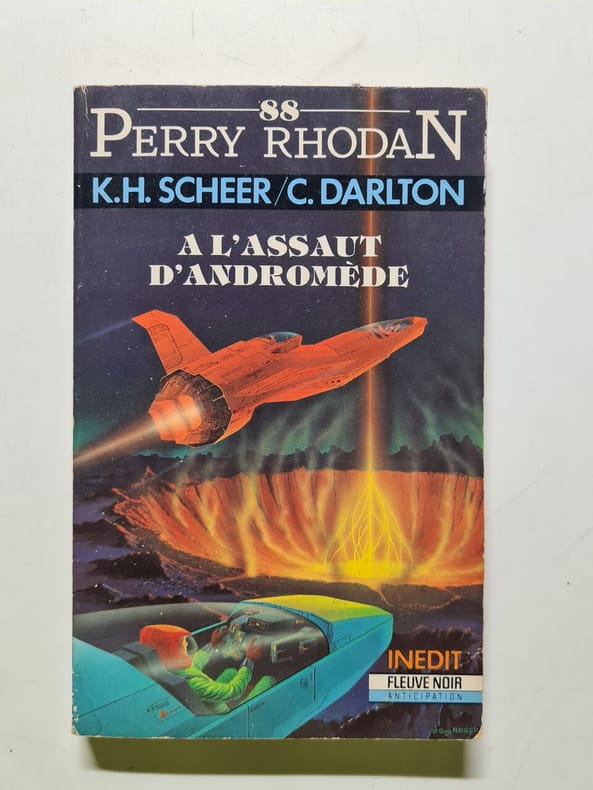 88
PERRY RHODAN
K.H. SCHEER/C. DARLTON
A L'ASSAUT
D'ANDROMÈDE
INEDIT
FLEUVE NOIR
ANTICIPATION